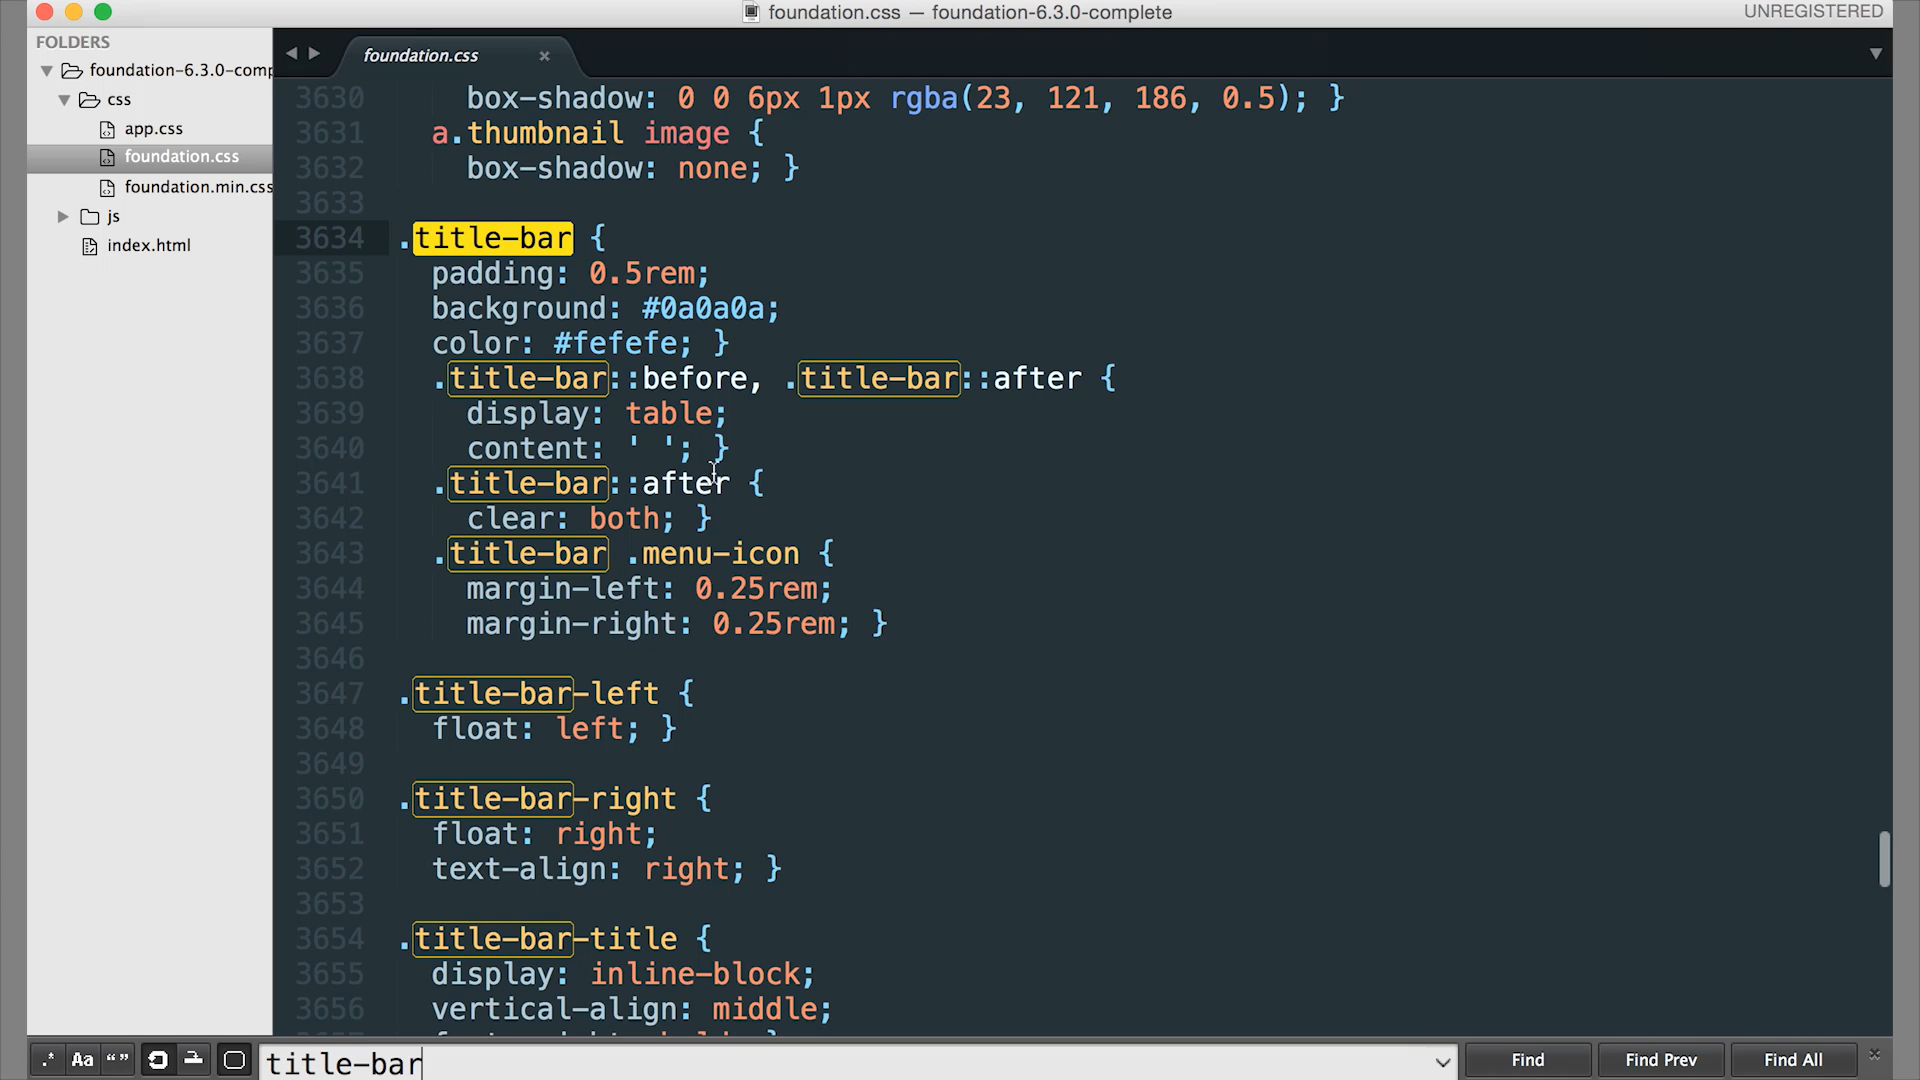 foundation.css — foundation-6.3.0-complete
UNREGISTERED
FOLDERS
foundation-6.3.0-comp
css
app.css
foundation.css
foundation.min.css
js
index.html
foundation.css
3630 box-shadow: 0 0 6px 1px rgba(23, 121, 186, 0.5); }
3631 a.thumbnail image {
3632 box-shadow: none; }
3633
3634 .title-bar {
3635 padding: 0.5rem;
3636 background: #0a0a0a;
3637 color: #fefefe; }
3638 .title-bar::before, .title-bar::after {
3639 display: table;
3640 content: ' '; }
3641 .title-bar::after {
3642 clear: both; }
3643 .title-bar .menu-icon {
3644 margin-left: 0.25rem;
3645 margin-right: 0.25rem; }
3646
3647 .title-bar-left {
3648 float: left; }
3649
3650 .title-bar-right {
3651 float: right;
3652 text-align: right; }
3653
3654 .title-bar-title {
3655 display: inline-block;
3656 vertical-align: middle;
.* Aa “”
title-bar
Find
Find Prev
Find All